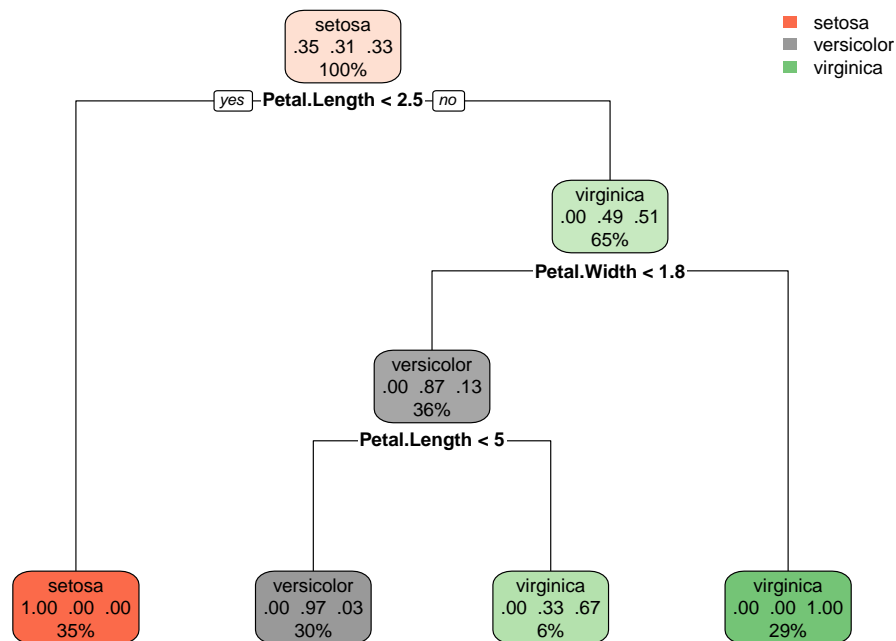 setosa
.35 .31 .33
100%
setosa
versicolor
virginica
yes Petal.Length < 2.5 no
virginica
.00 .49 .51
65%
Petal.Width < 1.8
versicolor
.00 .87 .13
36%
Petal.Length < 5
setosa
1.00 .00 .00
35%
versicolor
.00 .97 .03
30%
virginica
.00 .33 .67
6%
virginica
.00 .00 1.00
29%